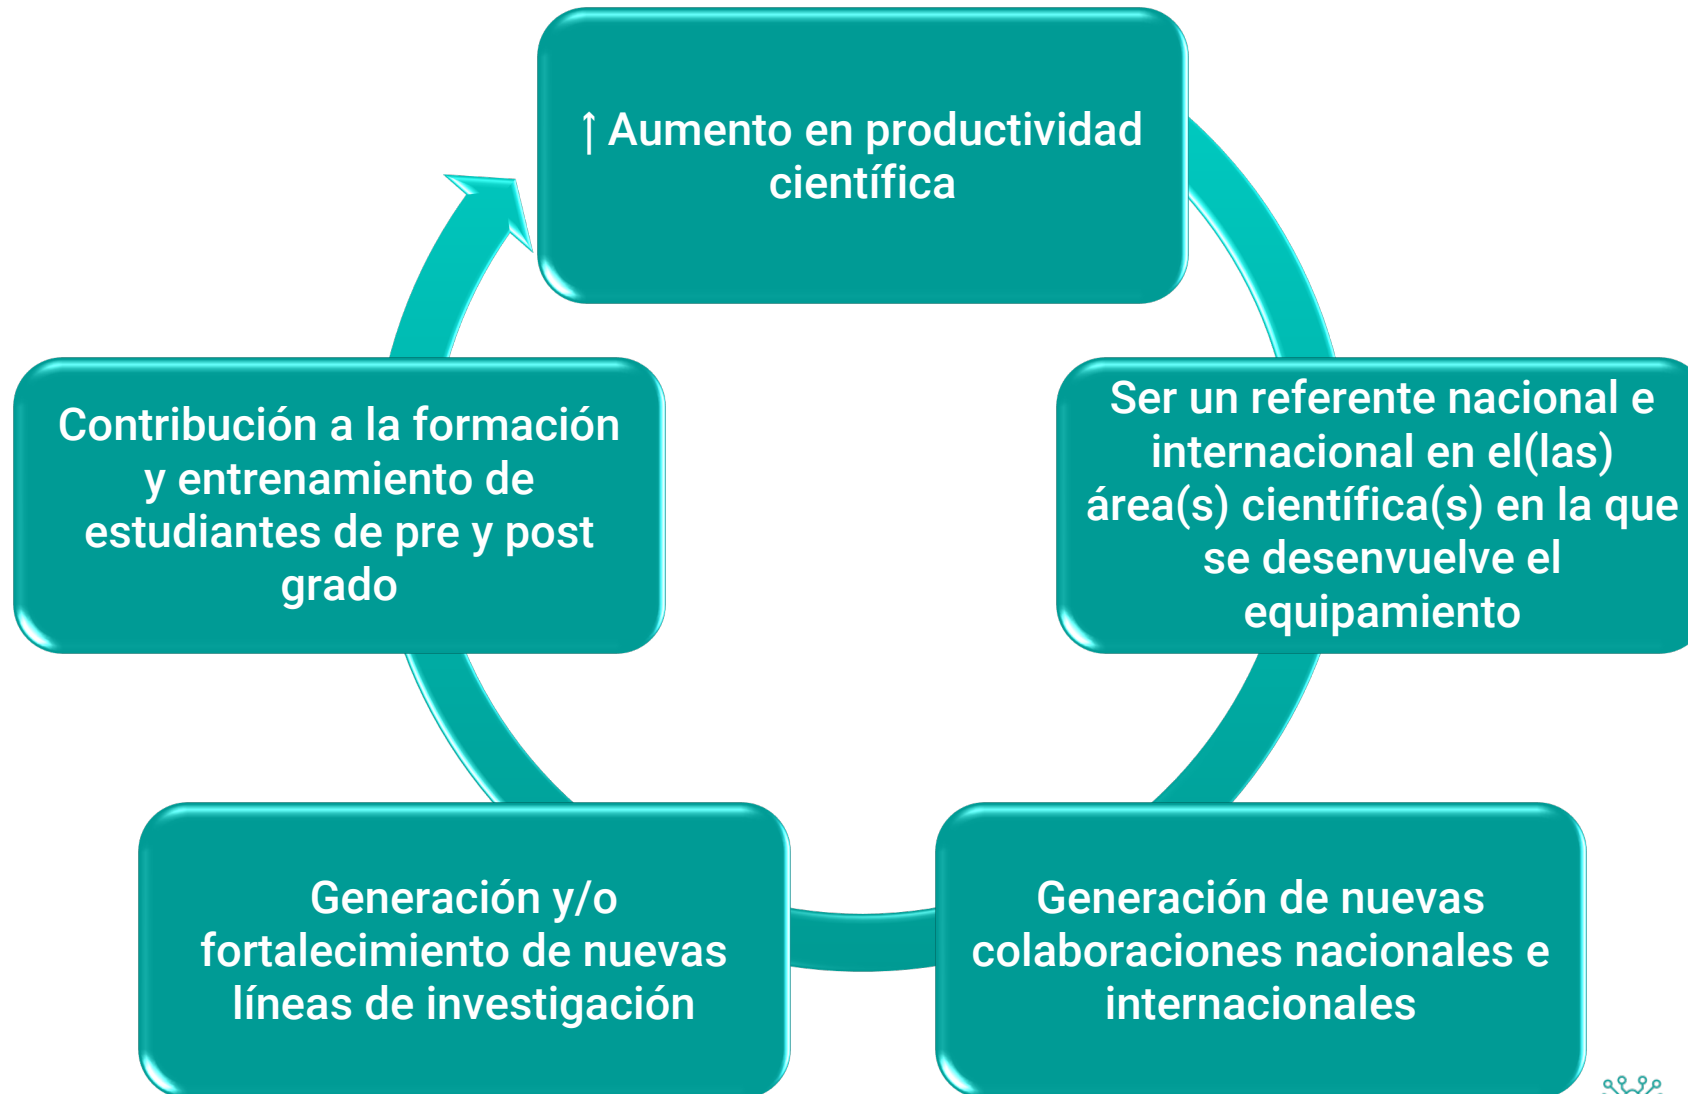 ↑ Aumento en productividad
científica
Ser un referente nacional e
internacional en el(las)
área(s) científica(s) en la que
se desenvuelve el
equipamiento
Generación de nuevas
colaboraciones nacionales e
internacionales
Generación y/o
fortalecimiento de nuevas
líneas de investigación
Contribución a la formación
y entrenamiento de
estudiantes de pre y post
grado